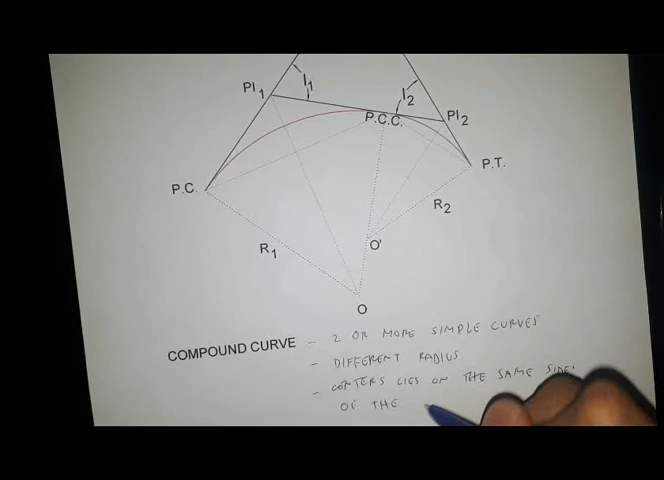 I1
PI1
I2
P.C.C.
PI2
P.C.
P.T.
R2
R1
O'
O
COMPOUND CURVE - 2 OR MORE SIMPLE CURVES
- DIFFERENT RADIUS
- CENTERS LIES ON THE SAME SIDE
OF THE